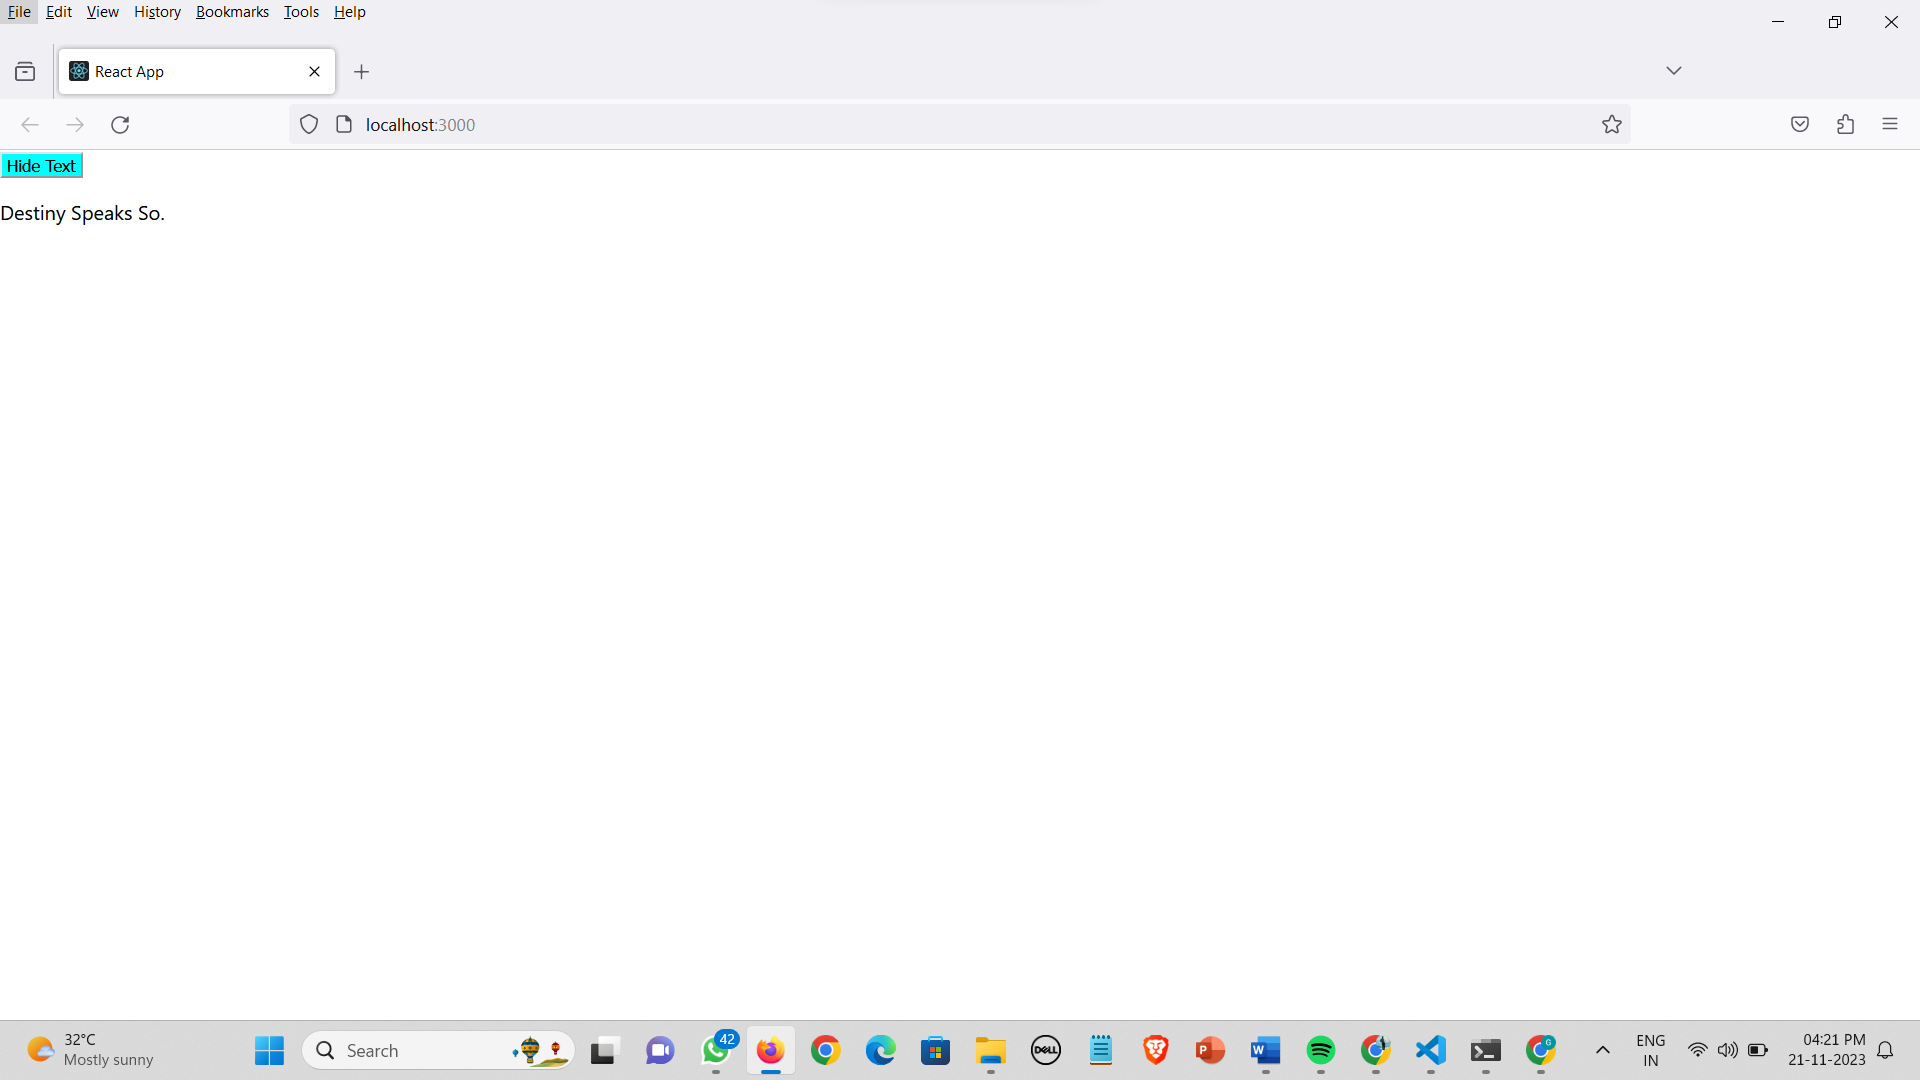 File Edit View History Bookmarks Tools Help
React App
localhost:3000
Hide Text
Destiny Speaks So.
32°C
Mostly sunny
Search
42
DELL
P
W
G
ENG
IN
04:21 PM
21-11-2023